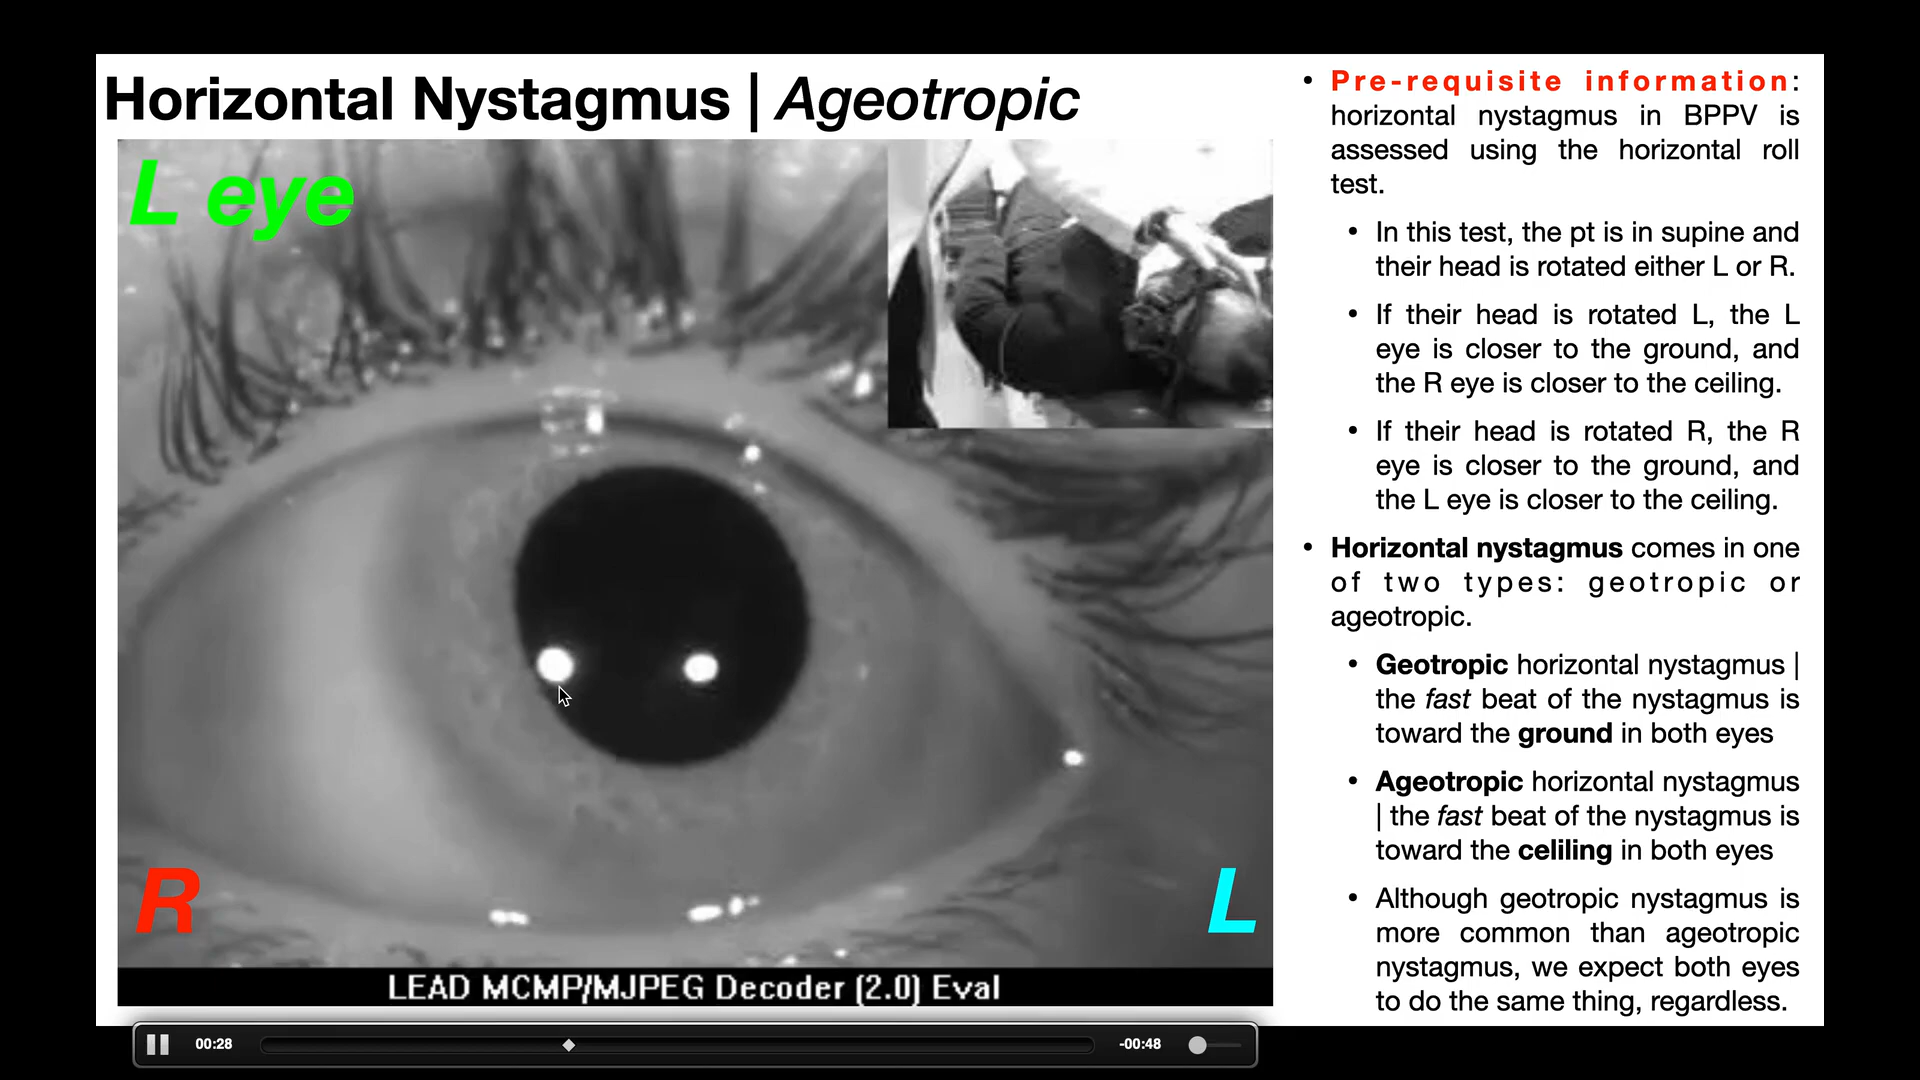 Horizontal Nystagmus | Ageotropic
L eye
R
L
LEAD MCMP/MJPEG Decoder (2.0) Eval
00:28
-00:48
• Pre-requisite information:
horizontal nystagmus in BPPV is
assessed using the horizontal roll
test.
• In this test, the pt is in supine and
their head is rotated either L or R.
• If their head is rotated L, the L
eye is closer to the ground, and
the R eye is closer to the ceiling.
• If their head is rotated R, the R
eye is closer to the ground, and
the L eye is closer to the ceiling.
• Horizontal nystagmus comes in one
of two types: geotropic or
ageotropic.
• Geotropic horizontal nystagmus |
the fast beat of the nystagmus is
toward the ground in both eyes
• Ageotropic horizontal nystagmus
| the fast beat of the nystagmus is
toward the celiling in both eyes
• Although geotropic nystagmus is
more common than ageotropic
nystagmus, we expect both eyes
to do the same thing, regardless.